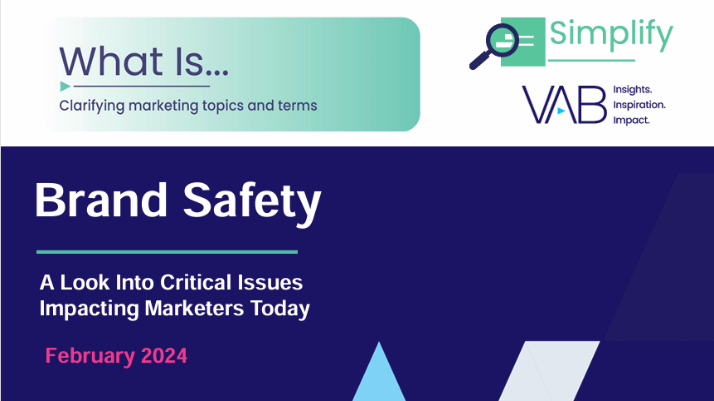 What Is...
Clarifying marketing topics and terms
Simplify
VAB
Insights.
Inspiration.
Impact.
Brand Safety
A Look Into Critical Issues
Impacting Marketers Today
February 2024